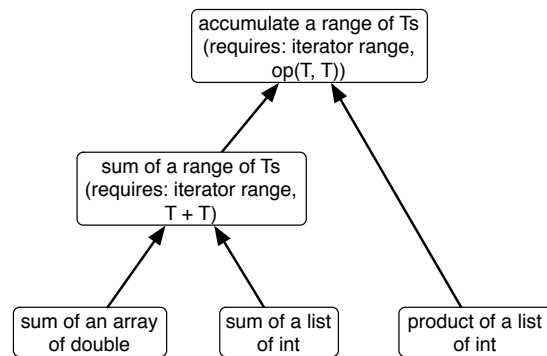 accumulate a range of Ts
(requires: iterator range,
op(T, T))
sum of a range of Ts
(requires: iterator range,
T + T)
sum of an array
of double
sum of a list
of int
product of a list
of int